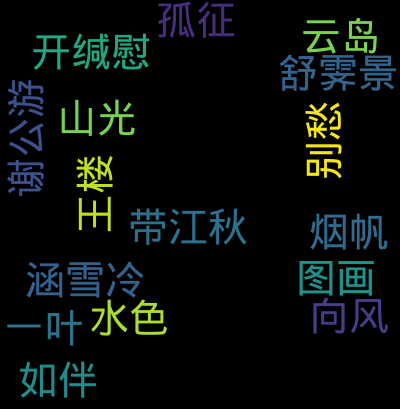 孤征
云岛
开缄慰
舒霁景
谢公游
山光
别愁
王楼
带江秋
烟帆
涵雪冷
图画
一叶
水色
向风
如伴